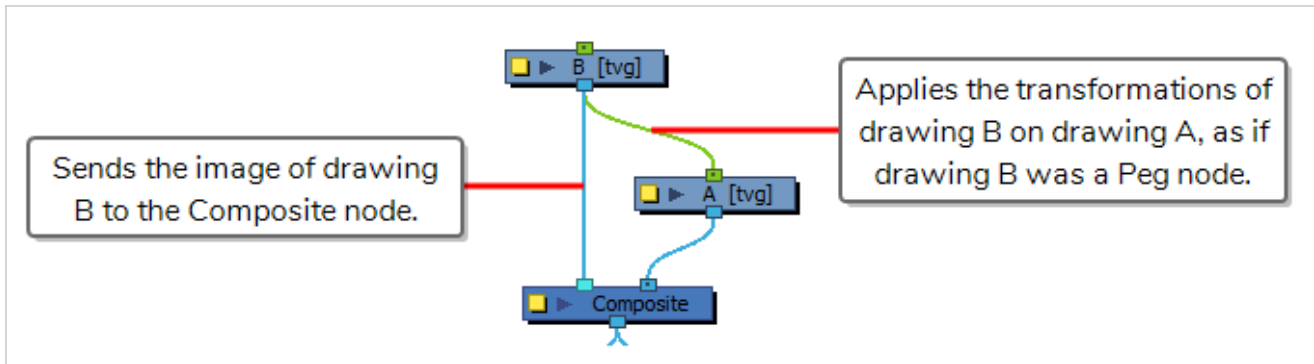 B [tvg]
Applies the transformations of
drawing B on drawing A, as if
drawing B was a Peg node.
Sends the image of drawing
B to the Composite node.
A [tvg]
Composite